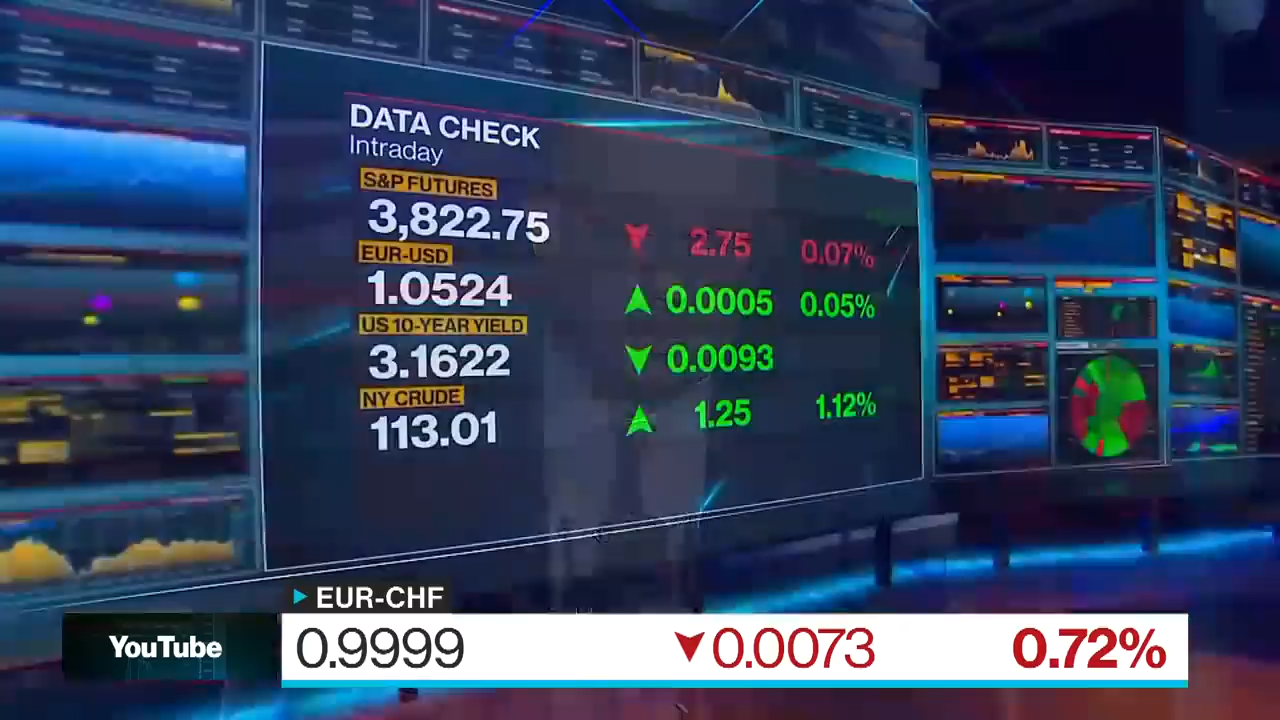 DATA CHECK
Intraday
S&P FUTURES
3,822.75 2.75 0.07%
EUR-USD
1.0524 0.0005 0.05%
US 10-YEAR YIELD
3.1622 0.0093
NY CRUDE
113.01 1.25 1.12%
EUR-CHF
YouTube 0.9999 0.0073 0.72%